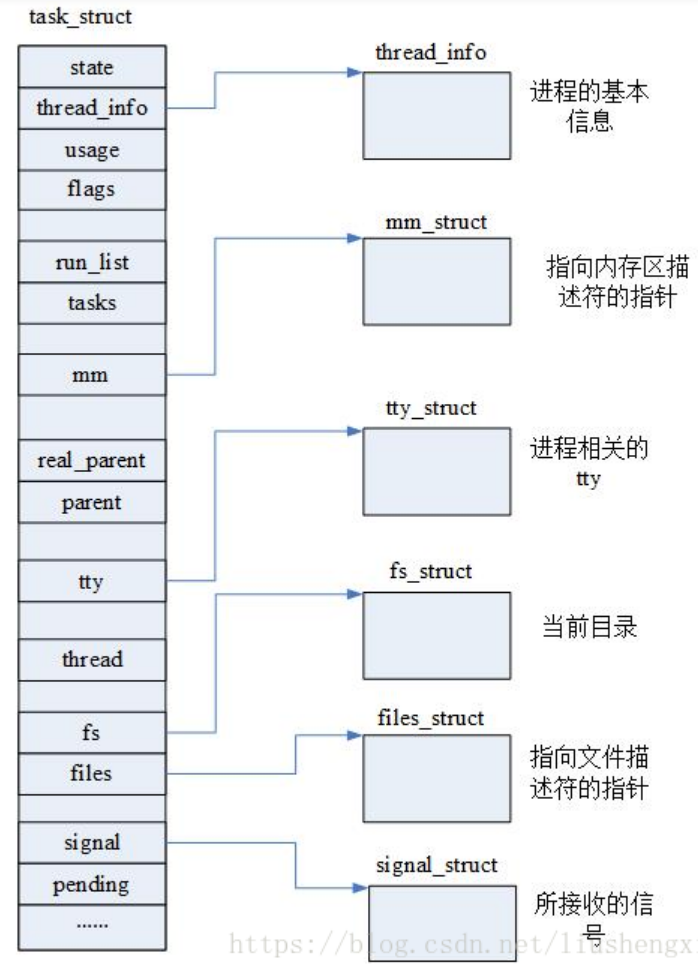 task_struct
state
thread_info
usage
flags
run_list
tasks
mm
real_parent
parent
tty
thread
fs
files
signal
pending
......
thread_info
进程的基本
信息
mm_struct
指向内存区描
述符的指针
tty_struct
进程相关的
tty
fs_struct
当前目录
files_struct
指向文件描
述符的指针
signal_struct
所接收的信
号
https://blog.csdn.net/liushengx